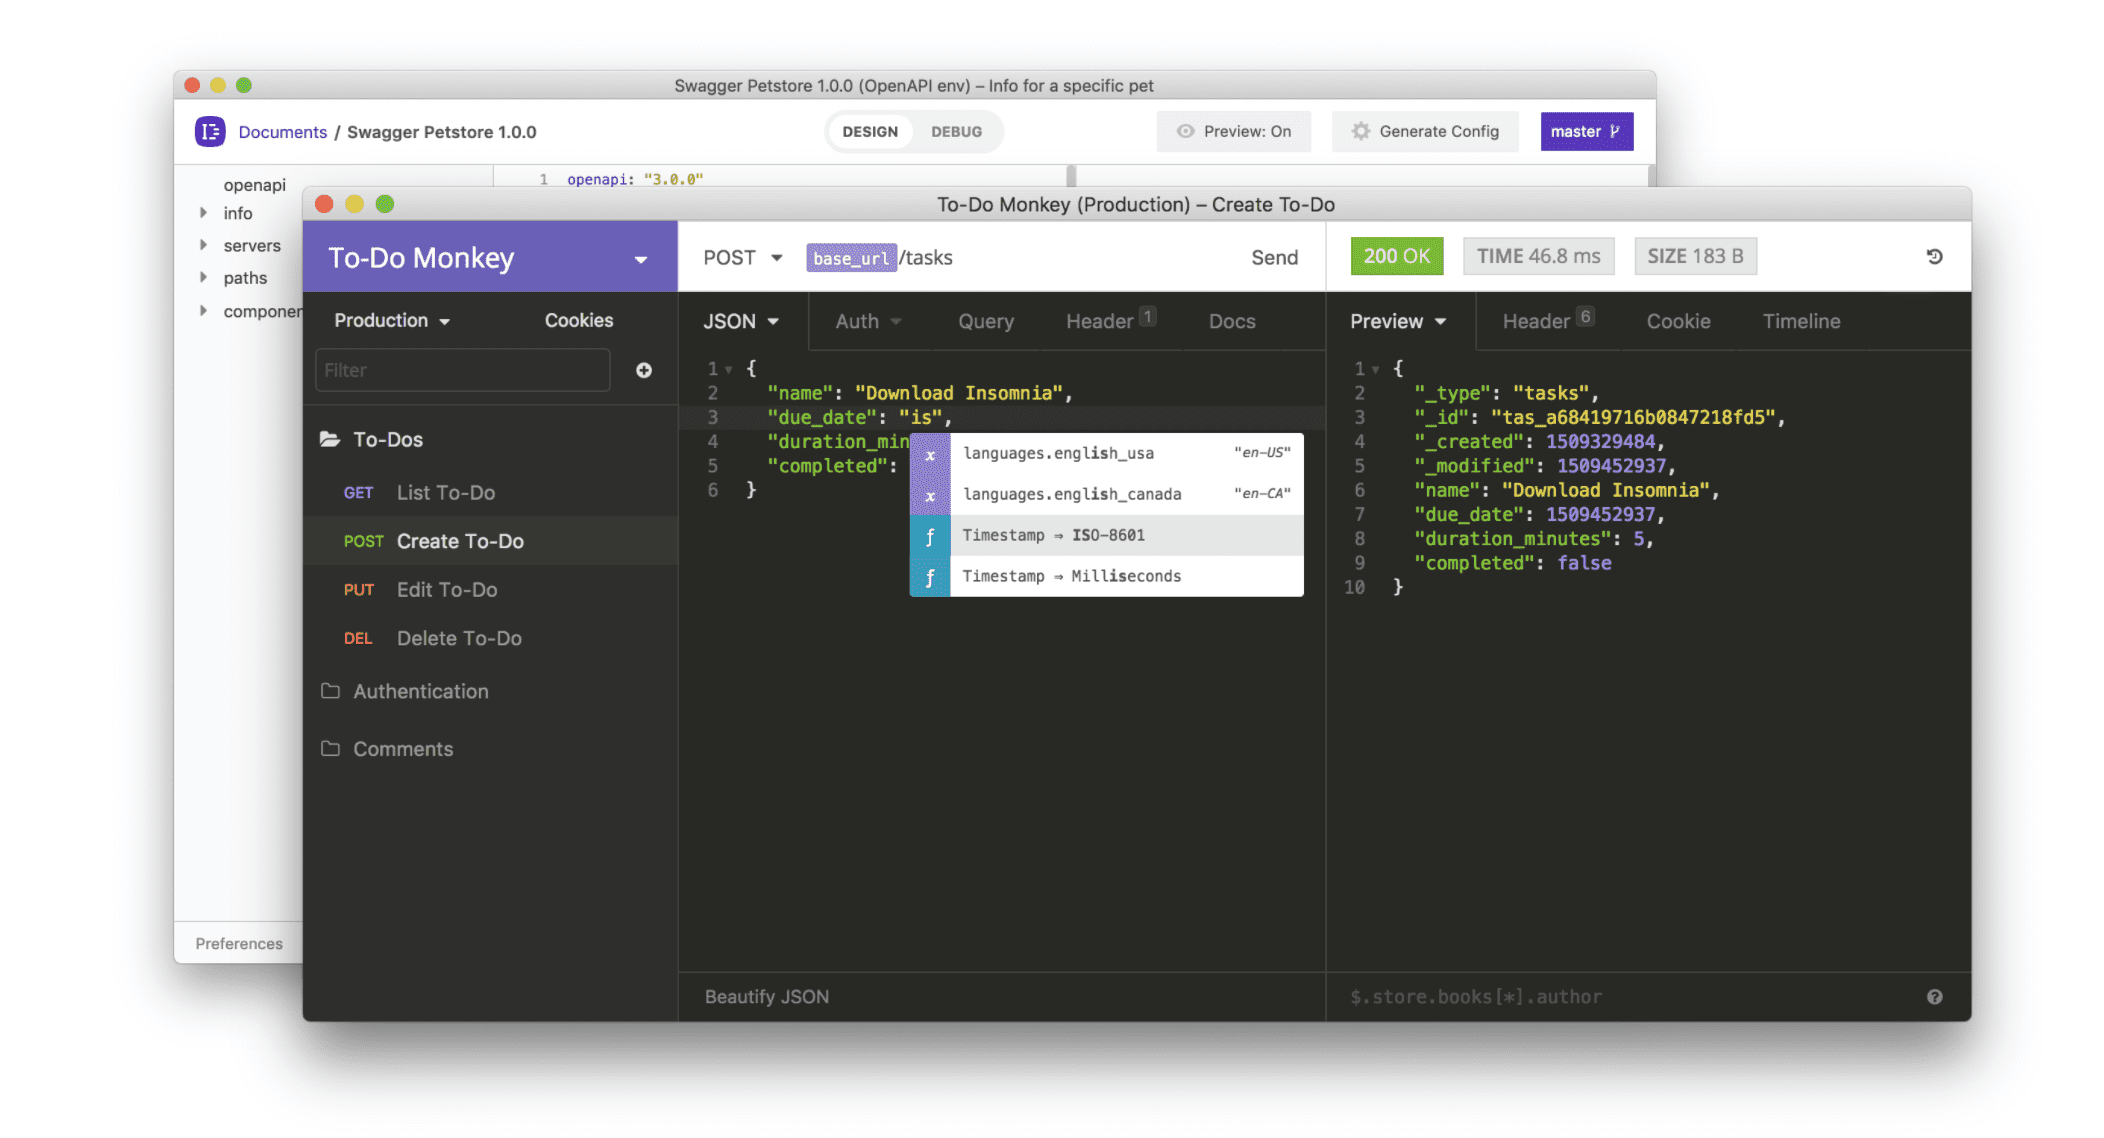 Swagger Petstore 1.0.0 (OpenAPI env) – Info for a specific pet
Documents / Swagger Petstore 1.0.0
DESIGN DEBUG
Preview: On
Generate Config
master
openapi
info
servers
paths
componen
1 openapi: "3.0.0"
Preferences
To-Do Monkey (Production) – Create To-Do
To-Do Monkey
Production
Cookies
Filter
To-Dos
GET List To-Do
POST Create To-Do
PUT Edit To-Do
DEL Delete To-Do
Authentication
Comments
POST base_url/tasks Send
JSON Auth Query Header 1 Docs
1 {
2 "name": "Download Insomnia",
3 "due_date": "is",
4 "duration_min
5 "completed":
6 }
x languages.english_usa "en-US"
x languages.english_canada "en-CA"
ƒ Timestamp ⇒ ISO-8601
ƒ Timestamp ⇒ Milliseconds
Beautify JSON
200 OK TIME 46.8 ms SIZE 183 B
Preview Header 6 Cookie Timeline
1 {
2 "_type": "tasks",
3 "_id": "tas_a68419716b0847218fd5",
4 "_created": 1509329484,
5 "_modified": 1509452937,
6 "name": "Download Insomnia",
7 "due_date": 1509452937,
8 "duration_minutes": 5,
9 "completed": false
10 }
$.store.books[*].author